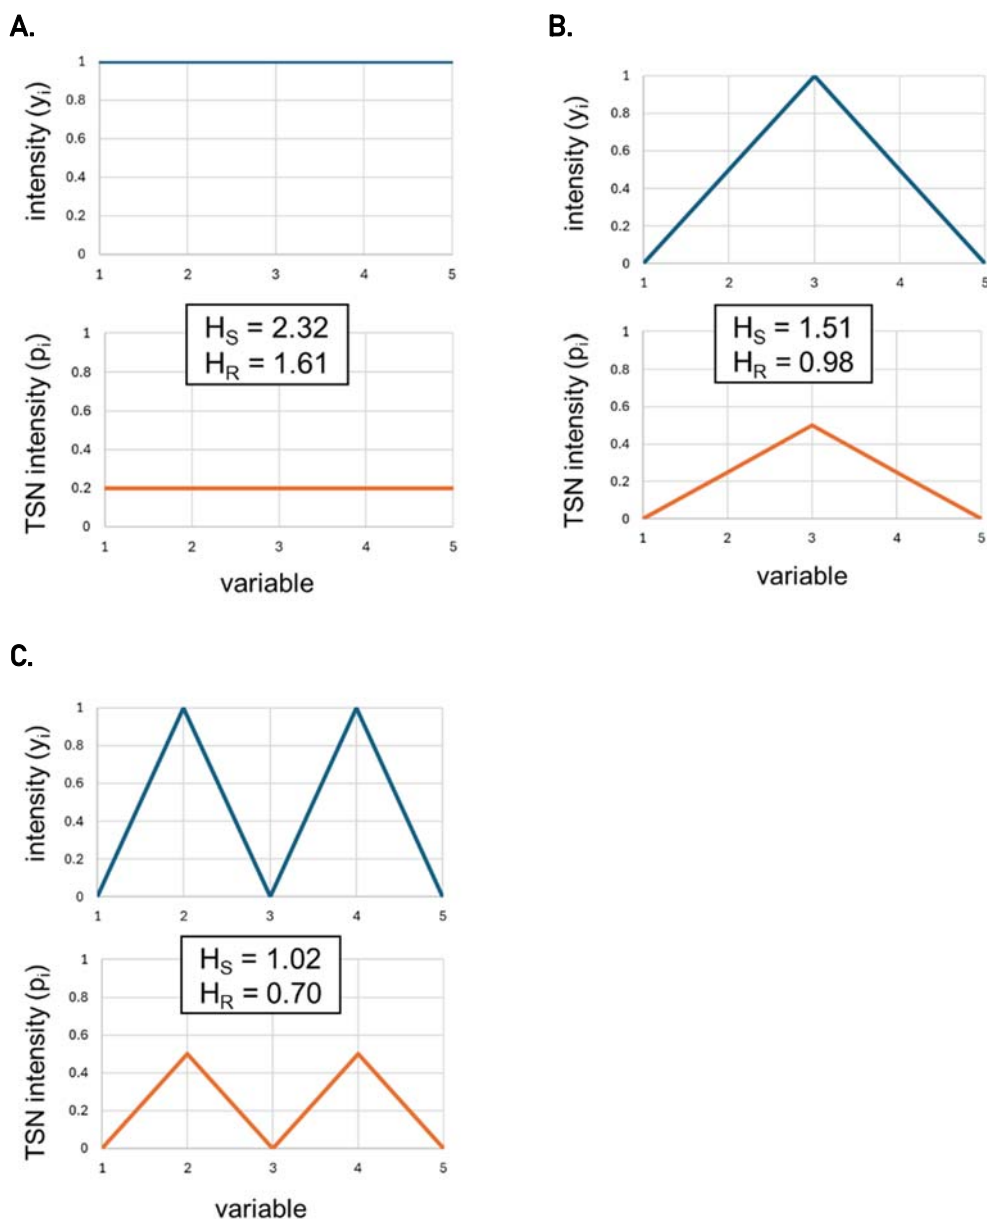 A.
intensity (yᵢ)
1
0.8
0.6
0.4
0.2
0
1 2 3 4 5
H_S = 2.32
H_R = 1.61
TSN intensity (pᵢ)
1
0.8
0.6
0.4
0.2
0
1 2 3 4 5
variable
B.
intensity (yᵢ)
1
0.8
0.6
0.4
0.2
0
1 2 3 4 5
H_S = 1.51
H_R = 0.98
TSN intensity (pᵢ)
1
0.8
0.6
0.4
0.2
0
1 2 3 4 5
variable
C.
intensity (yᵢ)
1
0.8
0.6
0.4
0.2
0
1 2 3 4 5
H_S = 1.02
H_R = 0.70
TSN intensity (pᵢ)
1
0.8
0.6
0.4
0.2
0
1 2 3 4 5
variable